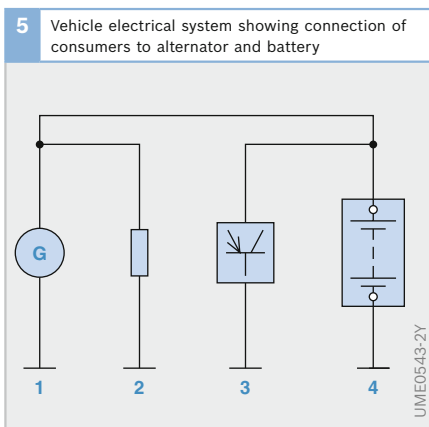 5
Vehicle electrical system showing connection of
consumers to alternator and battery
G
1 2 3 4
UME0543-2Y